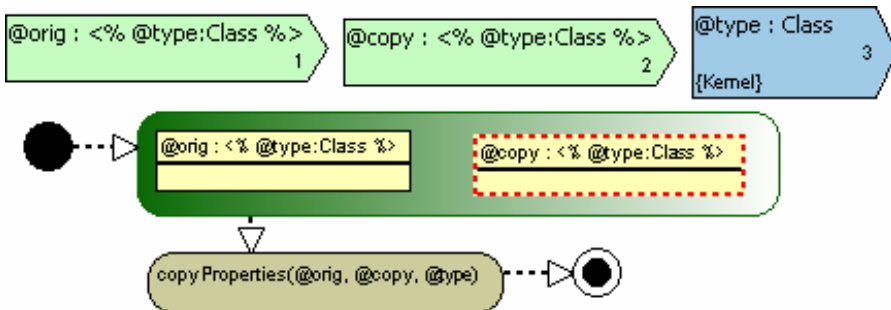 @orig : <% @type:Class %>
1
@copy : <% @type:Class %>
2
@type : Class
3
{Kernel}
@orig : <% @type:Class %>
@copy : <% @type:Class %>
copyProperties(@orig, @copy, @type)